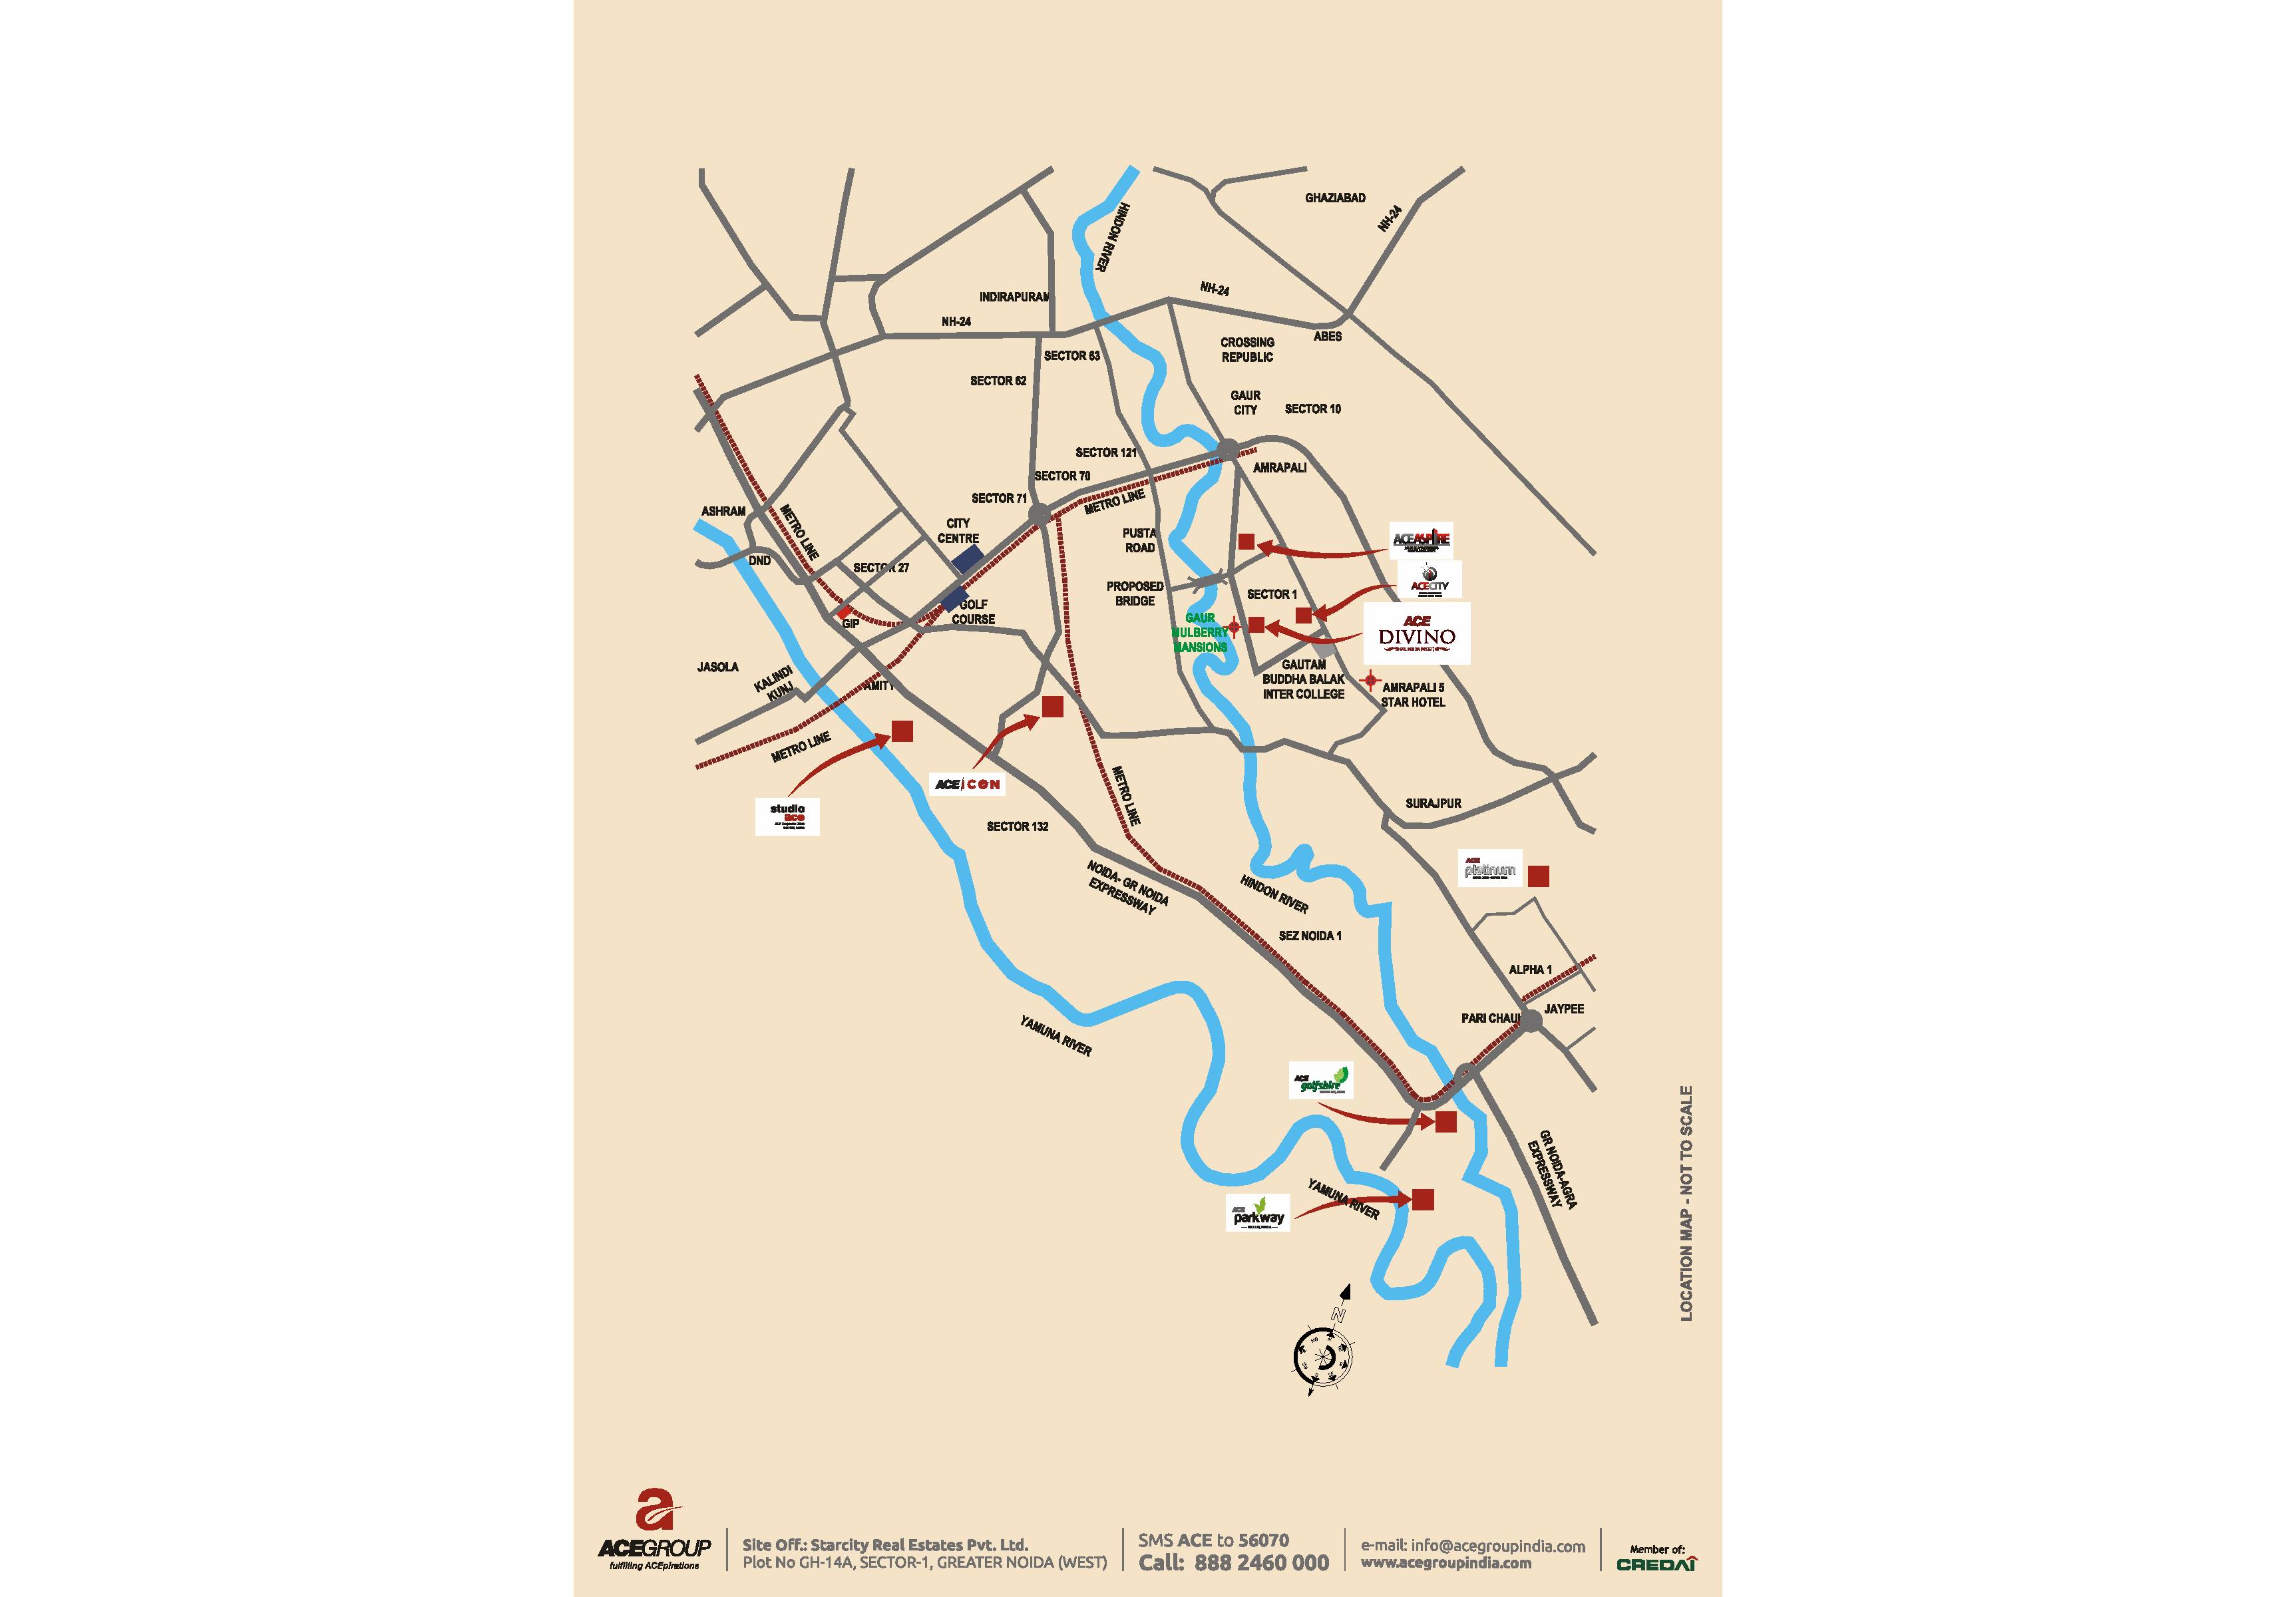 GHAZIABAD
NH-24
HINDON RIVER
NH-24
INDIRAPURAM
NH-24
ABES
CROSSING
REPUBLIC
SECTOR 63
SECTOR 62
GAUR
CITY
SECTOR 10
SECTOR 121
AMRAPALI
SECTOR 70
SECTOR 71
METRO LINE
ASHRAM
METRO LINE
CITY
CENTRE
PUSTA
ROAD
ACEASPIRE
DND
SECTOR 27
ACECITY
PROPOSED
BRIDGE
SECTOR 1
GOLF
COURSE
GIP
GAUR
MULBERRY
MANSIONS
ACE
DIVINO
JASOLA
KALINDI
KUNJ
AMITY
GAUTAM
BUDDHA BALAK
INTER COLLEGE
AMRAPALI 5
STAR HOTEL
METRO LINE
ACE ICON
METRO LINE
studio
ace
SECTOR 132
SURAJPUR
NOIDA- GR NOIDA
EXPRESSWAY
HINDON RIVER
ACE
platinum
SEZ NOIDA 1
ALPHA 1
JAYPEE
PARI CHAUK
YAMUNA RIVER
ACE
golfshire
GR NOIDA-AGRA
EXPRESSWAY
YAMUNA RIVER
ACE
parkway
N
LOCATION MAP - NOT TO SCALE
a
ACEGROUP
fulfilling ACEpirations
Site Off.: Starcity Real Estates Pvt. Ltd.
Plot No GH-14A, SECTOR-1, GREATER NOIDA (WEST)
SMS ACE to 56070
Call: 888 2460 000
e-mail: info@acegroupindia.com
www.acegroupindia.com
Member of:
CREDAI